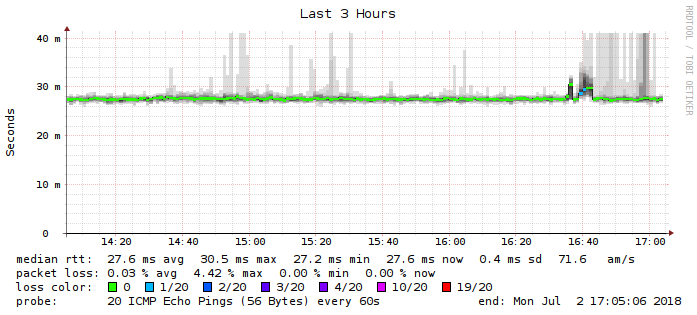 Last 3 Hours
RRDTOOL / TOBI OETIKER
Seconds
40 m
30 m
20 m
10 m
0
14:20 14:40 15:00 15:20 15:40 16:00 16:20 16:40 17:00
median rtt: 27.6 ms avg 30.5 ms max 27.2 ms min 27.6 ms now 0.4 ms sd 71.6 am/s
packet loss: 0.03 % avg 4.42 % max 0.00 % min 0.00 % now
loss color: 0 1/20 2/20 3/20 4/20 10/20 19/20
probe: 20 ICMP Echo Pings (56 Bytes) every 60s end: Mon Jul 2 17:05:06 2018